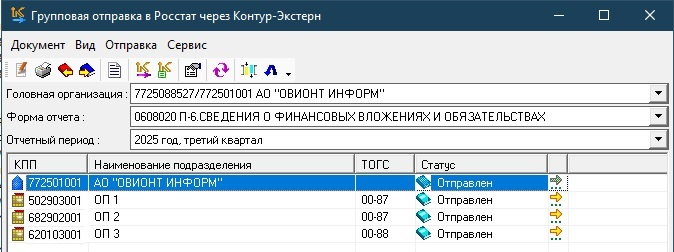 Групповая отправка в Росстат через Контур-Экстерн
Документ Вид Отправка Сервис
Головная организация : 7725088527/772501001 АО "ОВИОНТ ИНФОРМ"
Форма отчета : 0608020 П-6.СВЕДЕНИЯ О ФИНАНСОВЫХ ВЛОЖЕНИЯХ И ОБЯЗАТЕЛЬСТВАХ
Отчетный период : 2025 год, третий квартал
КПП Наименование подразделения ТОГС Статус
772501001 АО "ОВИОНТ ИНФОРМ" Отправлен
502903001 ОП 1 00-87 Отправлен
682902001 ОП 2 00-87 Отправлен
620103001 ОП 3 00-88 Отправлен